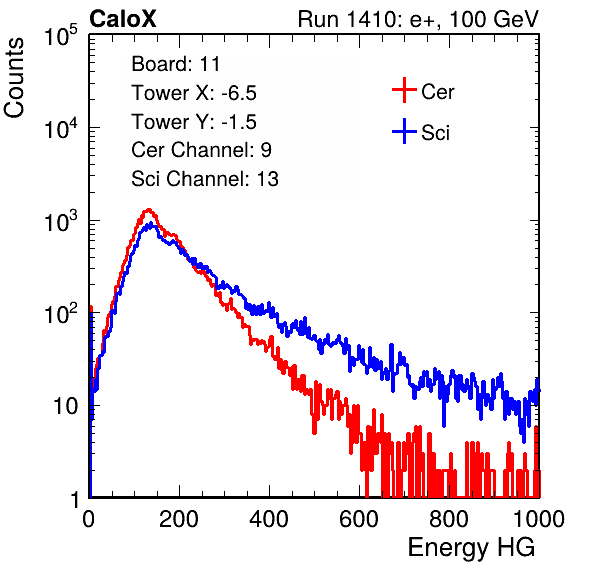 CaloX Run 1410: e+, 100 GeV
Counts
10^5
10^4
10^3
10^2
10
1
Board: 11
Tower X: -6.5
Tower Y: -1.5
Cer Channel: 9
Sci Channel: 13
Cer
Sci
0 200 400 600 800 1000
Energy HG